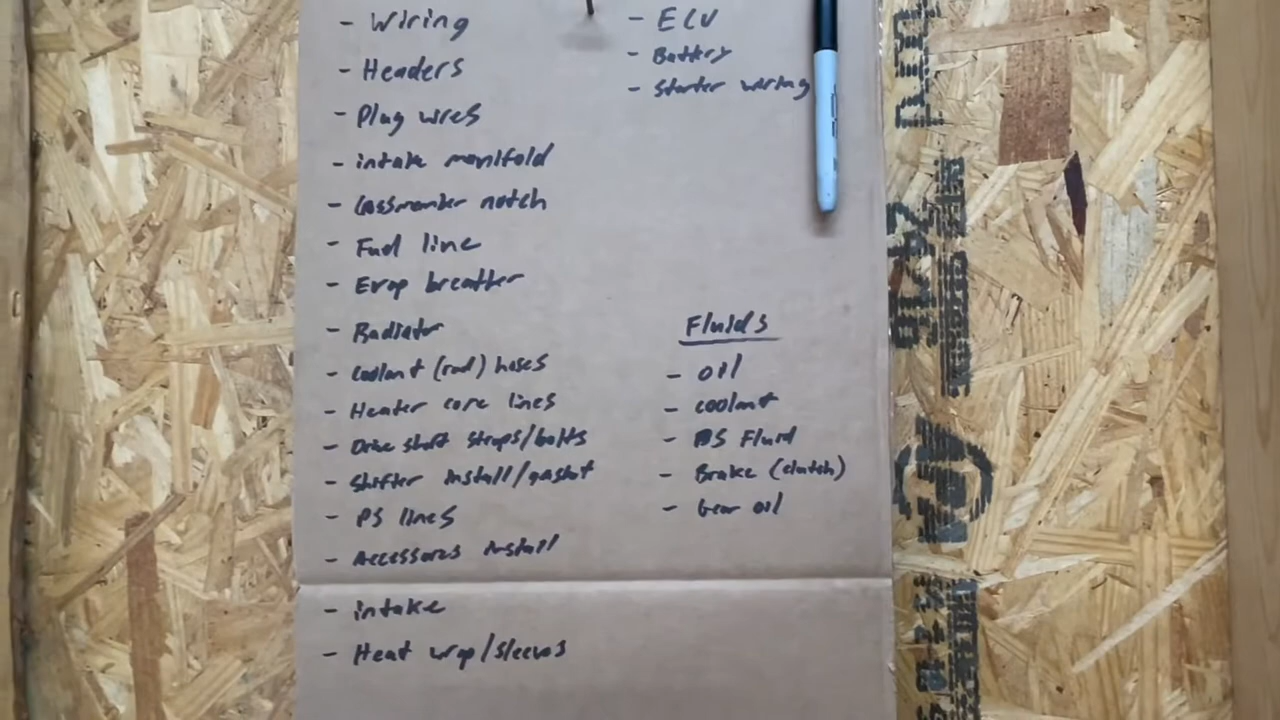 - Wiring
- Headers
- Plug wires
- intake manifold
- Crossmember notch
- Fuel line
- Evap breather
- Radiator
- Coolant (rad) hoses
- Heater core lines
- Drive shaft straps/bolts
- Shifter install/gasket
- PS lines
- Accessories install
- intake
- Heat wrap/sleeves
- ECU
- Battery
- Starter wiring
Fluids
- oil
- coolant
- PS Fluid
- Brake (clutch)
- Gear oil